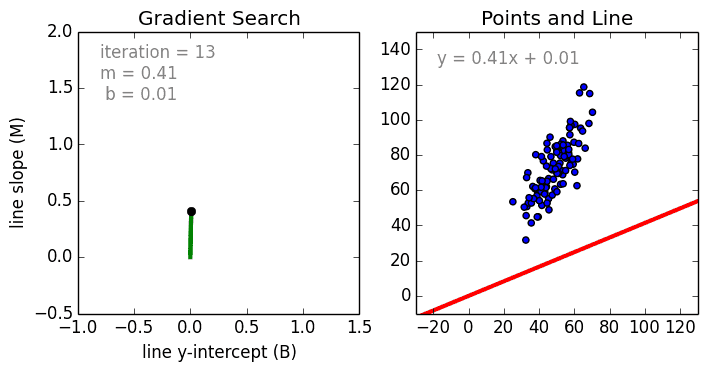 Gradient Search
iteration = 13
m = 0.41
b = 0.01
2.0
1.5
1.0
0.5
0.0
−0.5
line slope (M)
−1.0 −0.5 0.0 0.5 1.0 1.5
line y-intercept (B)
Points and Line
y = 0.41x + 0.01
140
120
100
80
60
40
20
0
−20 0 20 40 60 80 100 120